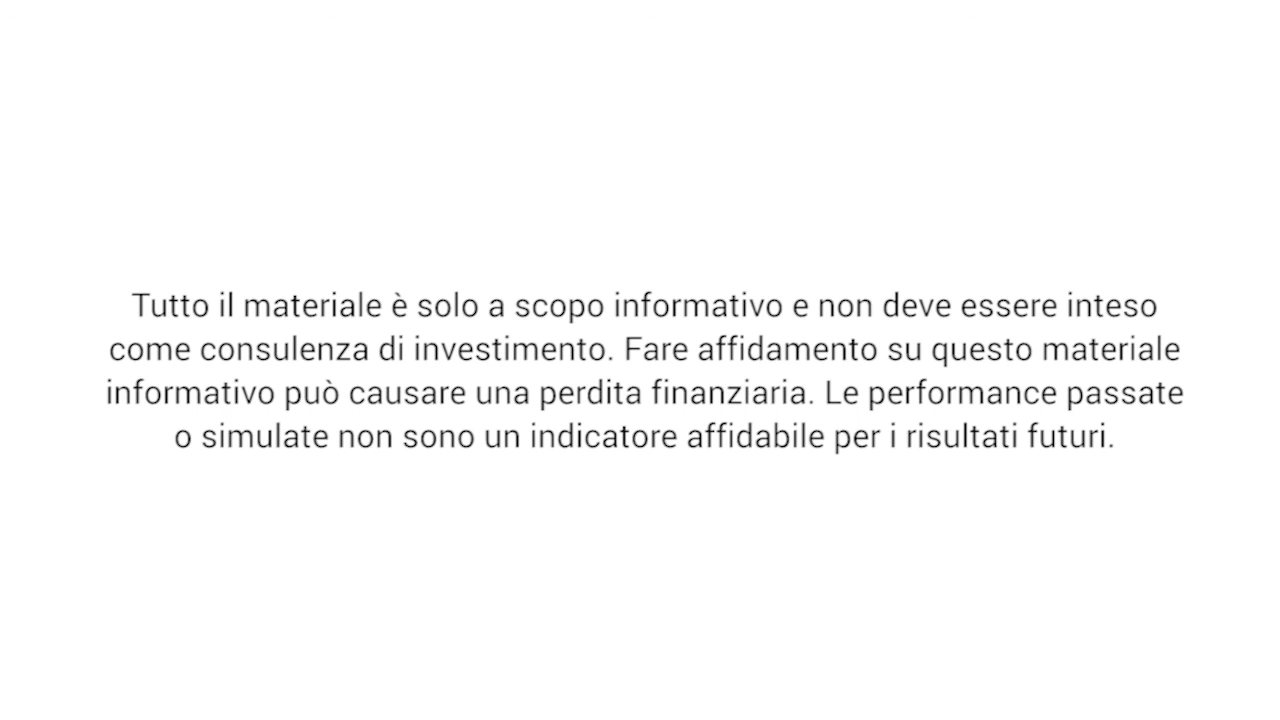 Tutto il materiale è solo a scopo informativo e non deve essere inteso
come consulenza di investimento. Fare affidamento su questo materiale
informativo può causare una perdita finanziaria. Le performance passate
o simulate non sono un indicatore affidabile per i risultati futuri.